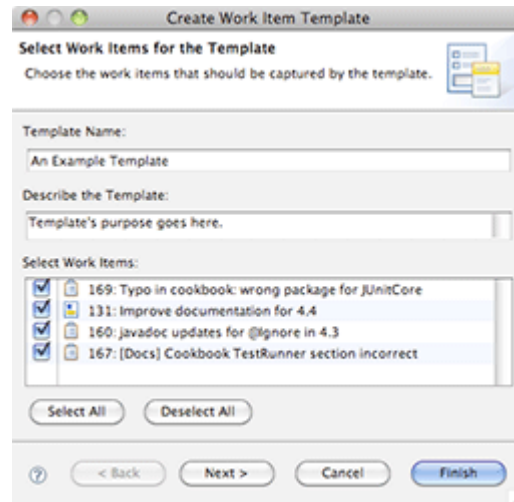 Create Work Item Template
Select Work Items for the Template
Choose the work items that should be captured by the template.
Template Name:
An Example Template
Describe the Template:
Template's purpose goes here.
Select Work Items:
169: Typo in cookbook: wrong package for JUnitCore
131: Improve documentation for 4.4
160: javadoc updates for @Ignore in 4.3
167: [Docs] Cookbook TestRunner section incorrect
Select All Deselect All
? < Back Next > Cancel Finish